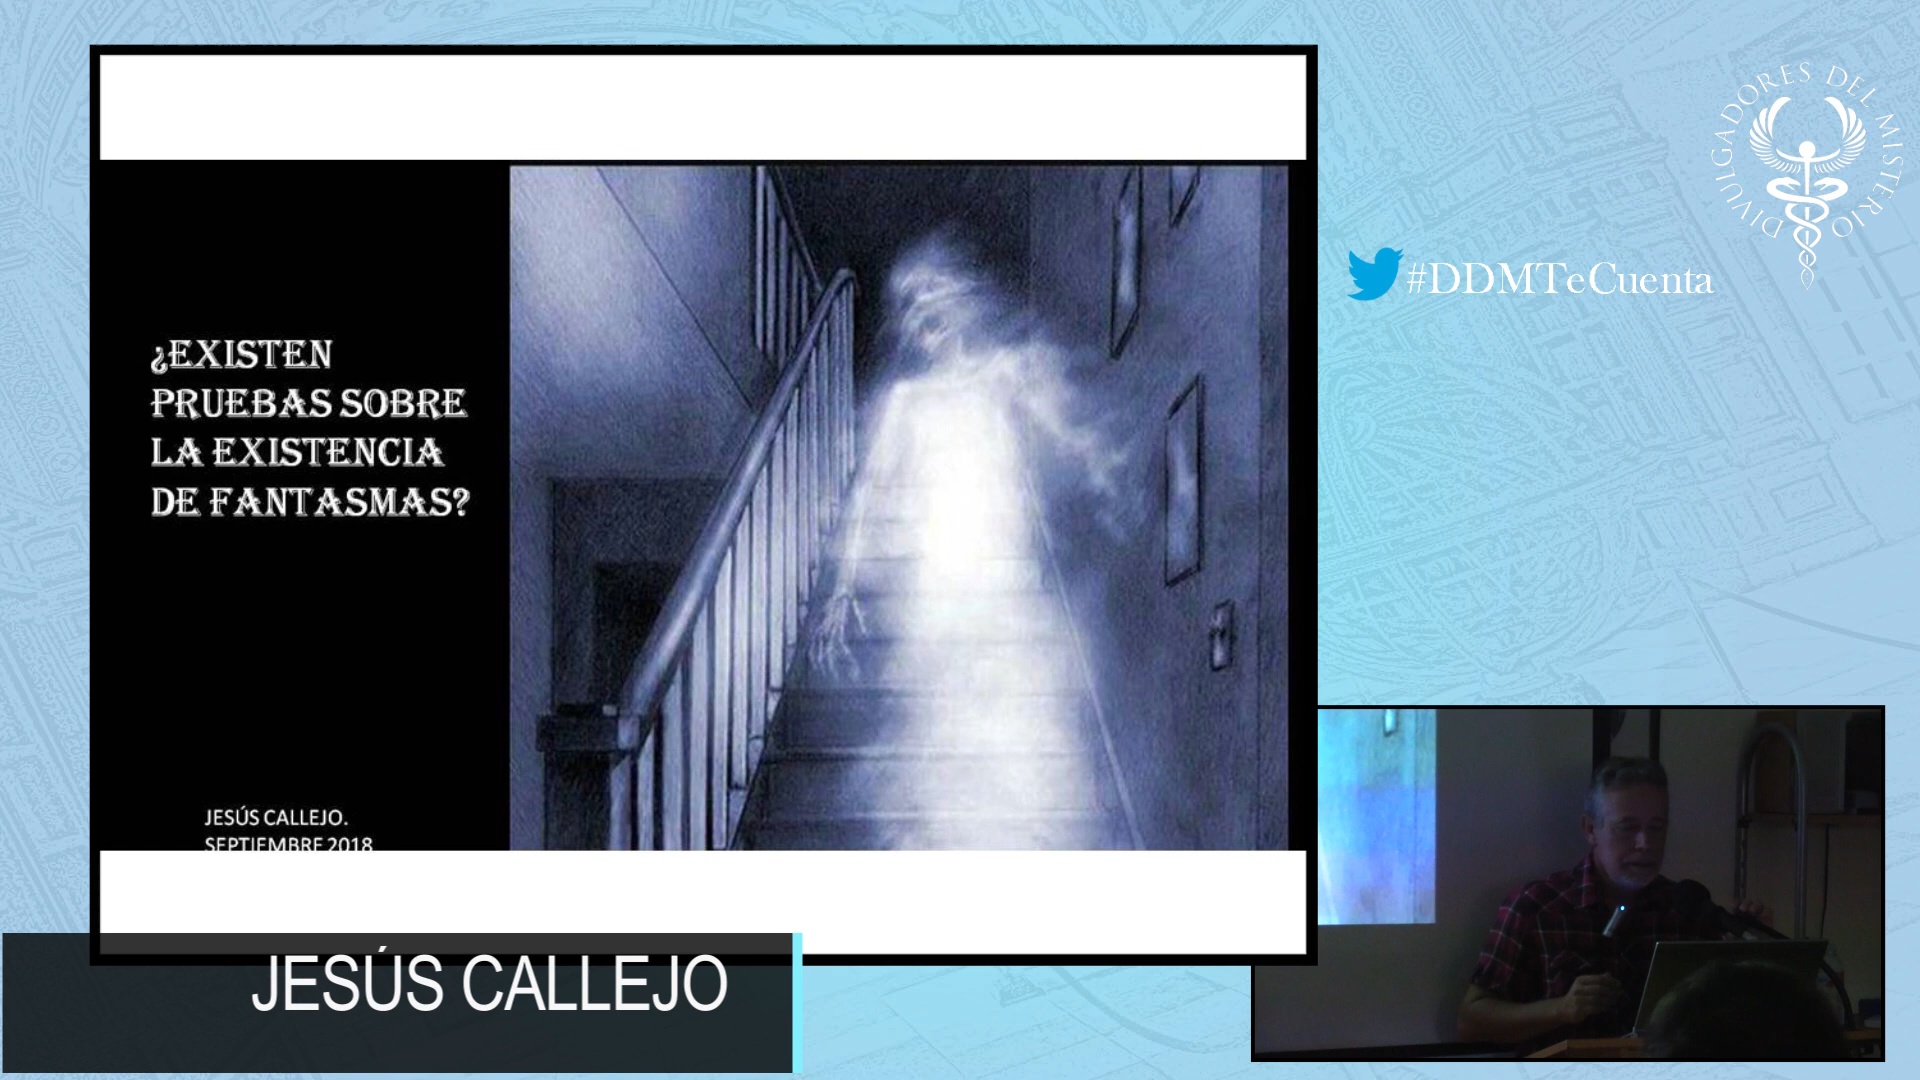 ¿EXISTEN
PRUEBAS SOBRE
LA EXISTENCIA
DE FANTASMAS?
JESÚS CALLEJO.
SEPTIEMBRE 2018
DIVULGADORES DEL MISTERIO
#DDMTeCuenta
JESÚS CALLEJO